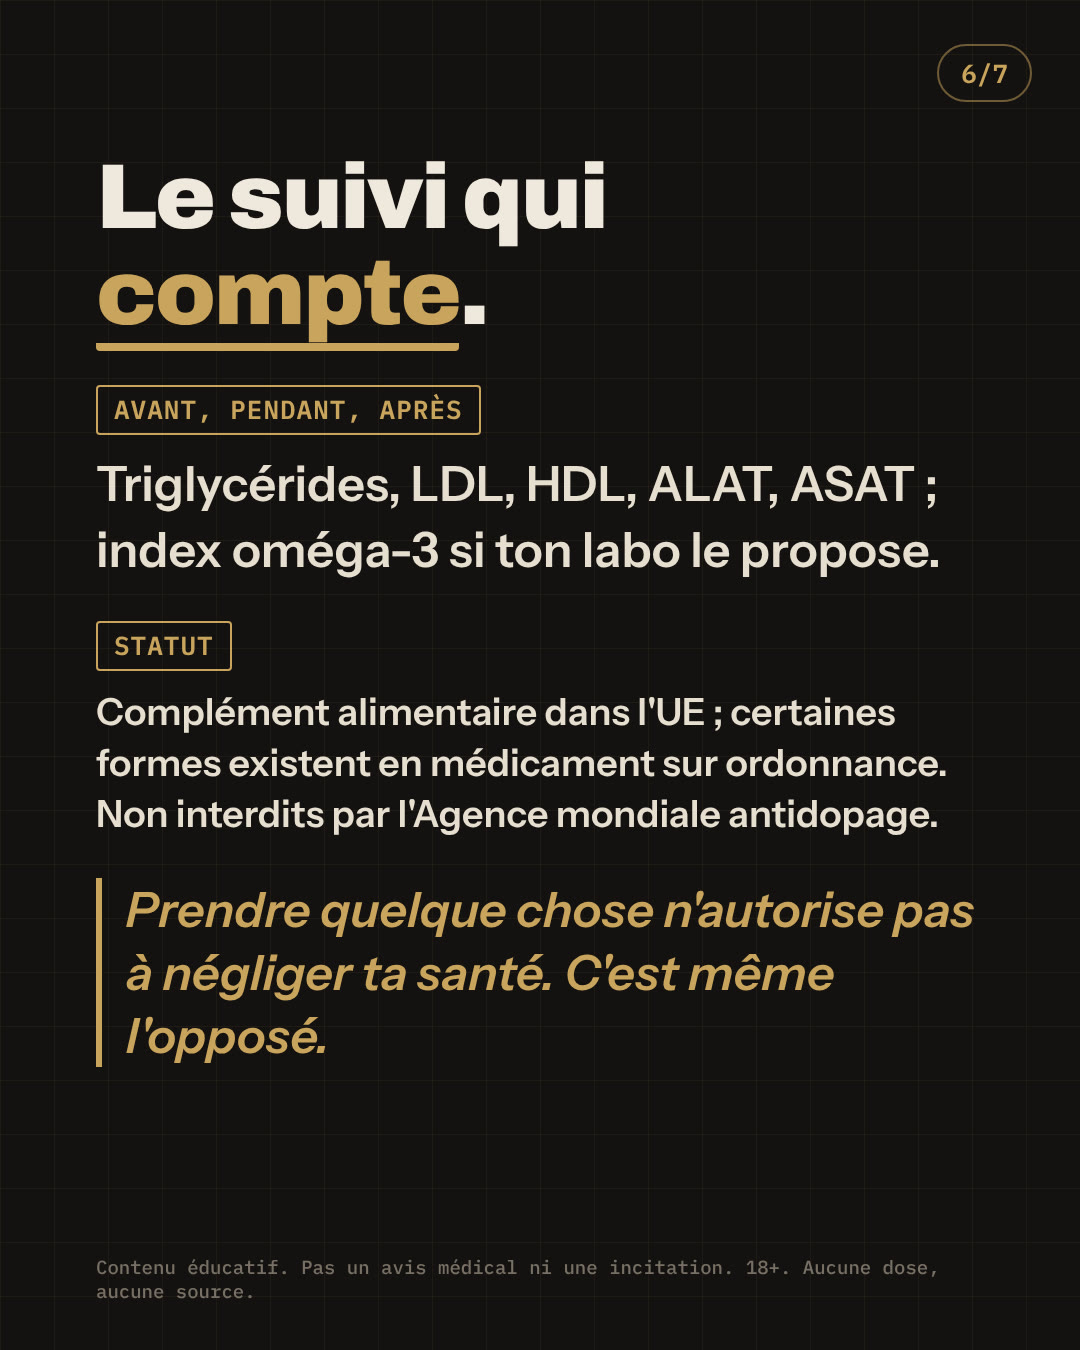 6/7
Le suivi qui
compte.
AVANT, PENDANT, APRÈS
Triglycérides, LDL, HDL, ALAT, ASAT ;
index oméga-3 si ton labo le propose.
STATUT
Complément alimentaire dans l'UE ; certaines
formes existent en médicament sur ordonnance.
Non interdits par l'Agence mondiale antidopage.
Prendre quelque chose n'autorise pas
à négliger ta santé. C'est même
l'opposé.
Contenu éducatif. Pas un avis médical ni une incitation. 18+. Aucune dose,
aucune source.